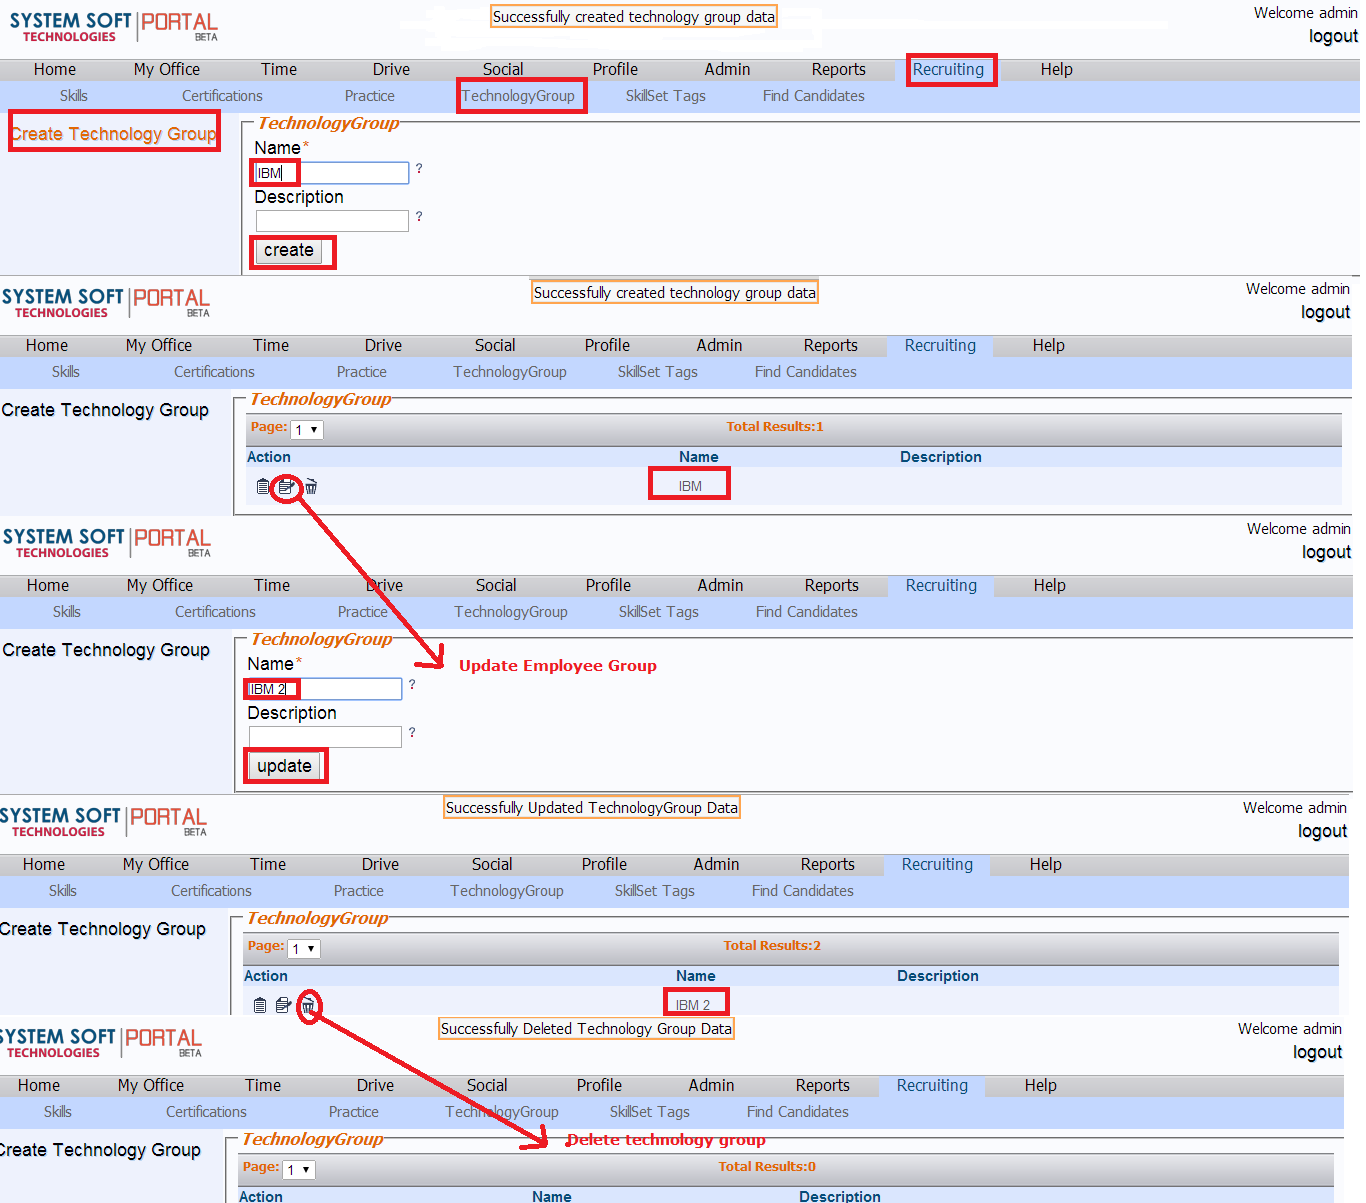 SYSTEM SOFT PORTAL
TECHNOLOGIES BETA
Successfully created technology group data
Welcome admin
logout
Home My Office Time Drive Social Profile Admin Reports Recruiting Help
Skills Certifications Practice TechnologyGroup SkillSet Tags Find Candidates
Create Technology Group
TechnologyGroup
Name*
IBM ?
Description
?
create
SYSTEM SOFT PORTAL
TECHNOLOGIES BETA
Successfully created technology group data
Welcome admin
logout
Home My Office Time Drive Social Profile Admin Reports Recruiting Help
Skills Certifications Practice TechnologyGroup SkillSet Tags Find Candidates
Create Technology Group
TechnologyGroup
Page: 1 Total Results:1
Action Name Description
IBM
SYSTEM SOFT PORTAL
TECHNOLOGIES BETA
Welcome admin
logout
Home My Office Time Drive Social Profile Admin Reports Recruiting Help
Skills Certifications Practice TechnologyGroup SkillSet Tags Find Candidates
Create Technology Group
TechnologyGroup
Name*
Update Employee Group
IBM 2 ?
Description
?
update
SYSTEM SOFT PORTAL
TECHNOLOGIES BETA
Successfully Updated TechnologyGroup Data
Welcome admin
logout
Home My Office Time Drive Social Profile Admin Reports Recruiting Help
Skills Certifications Practice TechnologyGroup SkillSet Tags Find Candidates
Create Technology Group
TechnologyGroup
Page: 1 Total Results:2
Action Name Description
IBM 2
SYSTEM SOFT PORTAL
TECHNOLOGIES BETA
Successfully Deleted Technology Group Data
Welcome admin
logout
Home My Office Time Drive Social Profile Admin Reports Recruiting Help
Skills Certifications Practice TechnologyGroup SkillSet Tags Find Candidates
Create Technology Group
TechnologyGroup
Delete technology group
Page: 1 Total Results:0
Action Name Description